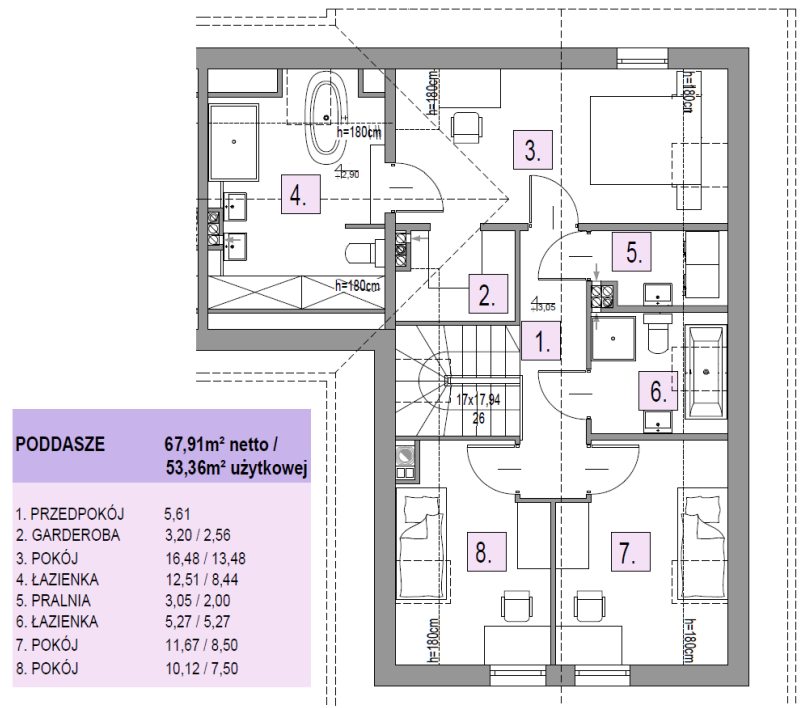 h=180cm
h=180cm
h=180cm
3.
2,90
4.
5.
h=180cm
2.
3,05
1.
6.
17x17,94
26
PODDASZE 67,91m² netto /
53,36m² użytkowej
1. PRZEDPOKÓJ 5,61
2. GARDEROBA 3,20 / 2,56
3. POKÓJ 16,48 / 13,48
4. ŁAZIENKA 12,51 / 8,44
5. PRALNIA 3,05 / 2,00
6. ŁAZIENKA 5,27 / 5,27
7. POKÓJ 11,67 / 8,50
8. POKÓJ 10,12 / 7,50
8.
7.
h=180cm
h=180cm